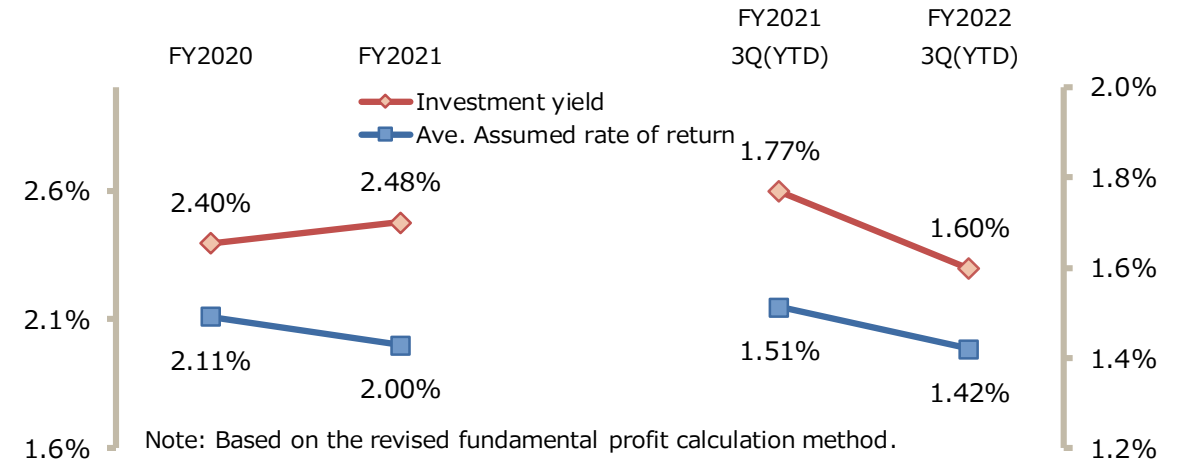 FY2021 FY2022
FY2020 FY2021 3Q(YTD) 3Q(YTD)
2.0%
Investment yield
Ave. Assumed rate of return
1.77%
2.6% 2.40% 2.48% 1.8%
1.60%
1.6%
2.1%
2.11% 1.51% 1.4%
2.00% 1.42%
Note: Based on the revised fundamental profit calculation method.
1.6% 1.2%